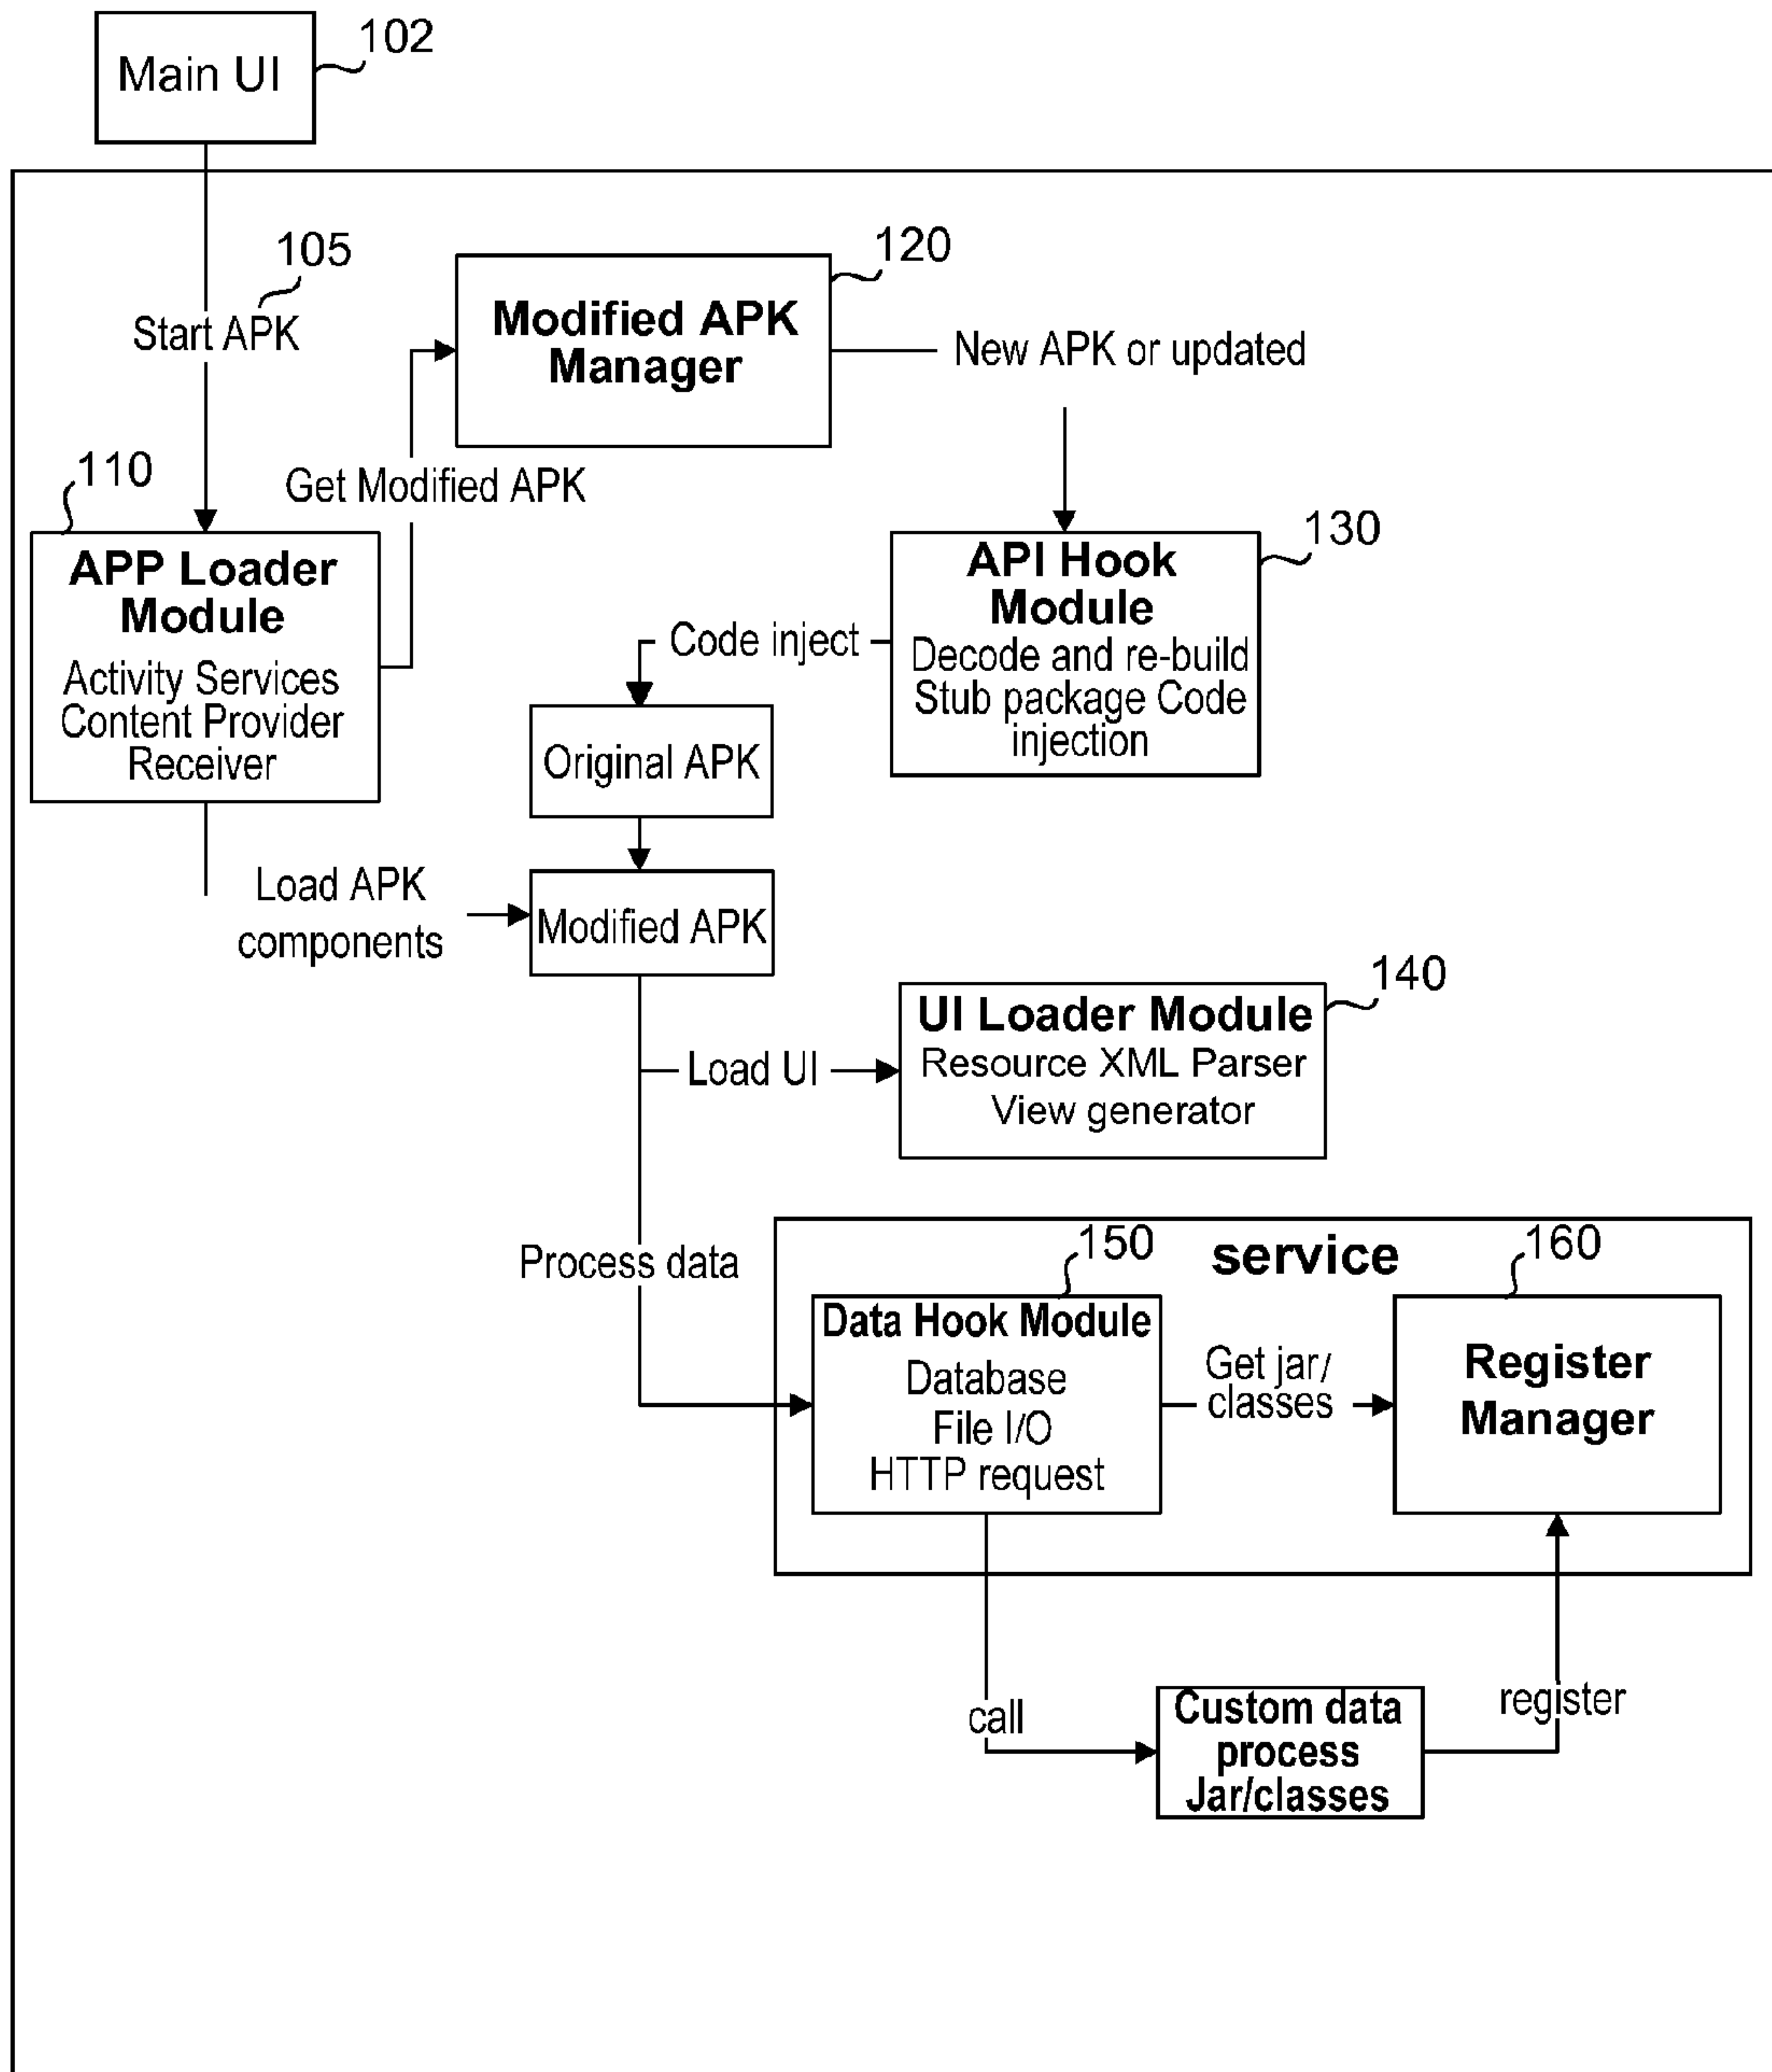 102
Main UI
105
Start APK
120
Modified APK
Manager
New APK or updated
110
Get Modified APK
APP Loader
Module
Activity Services
Content Provider
Receiver
130
API Hook
Module
Decode and re-build
Stub package Code
injection
Code inject
Original APK
Load APK
components
Modified APK
140
UI Loader Module
Resource XML Parser
View generator
Load UI
Process data
service
150
160
Data Hook Module
Database
File I/O
HTTP request
Get jar/
classes
Register
Manager
call
Custom data
process
Jar/classes
register